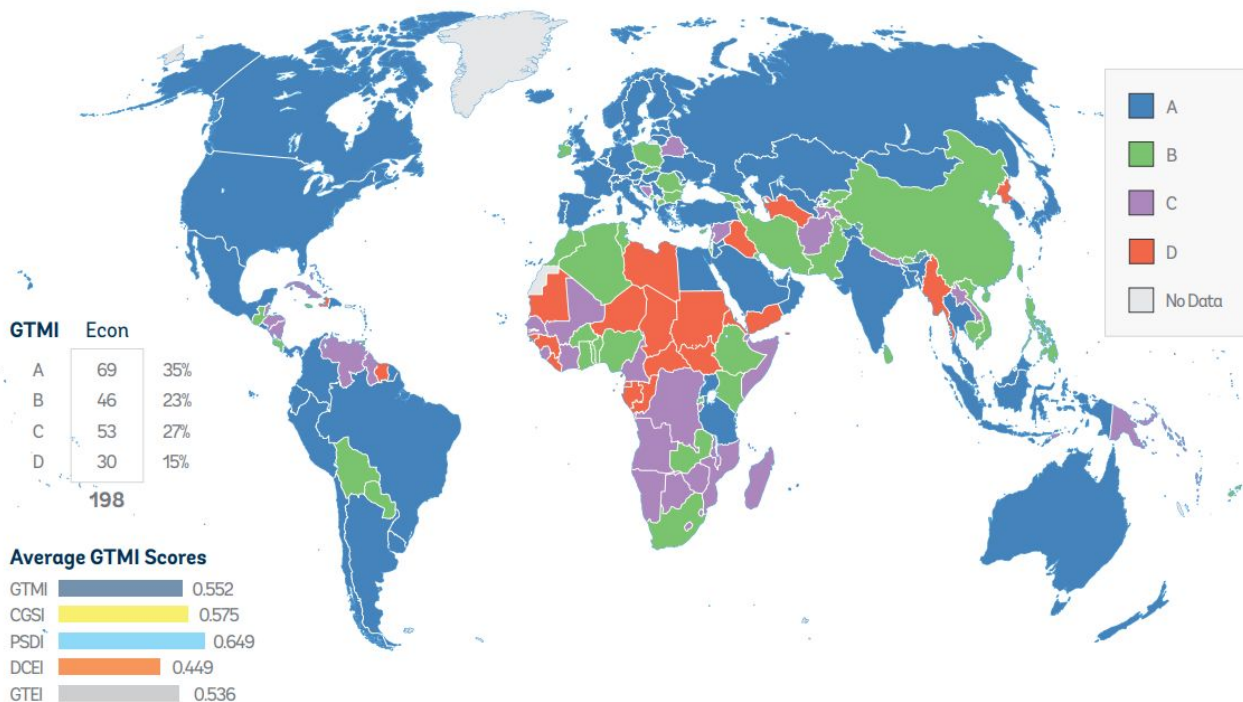 A
B
C
D
No Data
GTMI Econ
A 69 35%
B 46 23%
C 53 27%
D 30 15%
198
Average GTMI Scores
GTMI 0.552
CGSI 0.575
PSDI 0.649
DCEI 0.449
GTEI 0.536